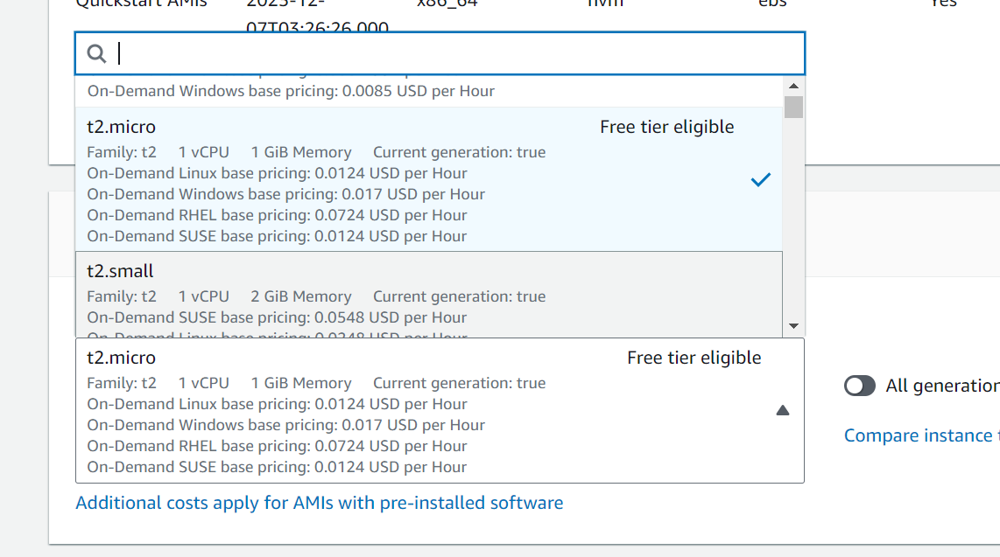 Quickstart AMIs 2023-12- x86_64 hvm ebs Yes
07T03:26:26.000
On-Demand Windows base pricing: 0.0085 USD per Hour
t2.micro Free tier eligible
Family: t2 1 vCPU 1 GiB Memory Current generation: true
On-Demand Linux base pricing: 0.0124 USD per Hour
On-Demand Windows base pricing: 0.017 USD per Hour
On-Demand RHEL base pricing: 0.0724 USD per Hour
On-Demand SUSE base pricing: 0.0124 USD per Hour
t2.small
Family: t2 1 vCPU 2 GiB Memory Current generation: true
On-Demand SUSE base pricing: 0.0548 USD per Hour
On-Demand Linux base pricing: 0.0248 USD per Hour
t2.micro Free tier eligible
Family: t2 1 vCPU 1 GiB Memory Current generation: true
On-Demand Linux base pricing: 0.0124 USD per Hour
On-Demand Windows base pricing: 0.017 USD per Hour
On-Demand RHEL base pricing: 0.0724 USD per Hour
On-Demand SUSE base pricing: 0.0124 USD per Hour
All generation
Compare instance
Additional costs apply for AMIs with pre-installed software